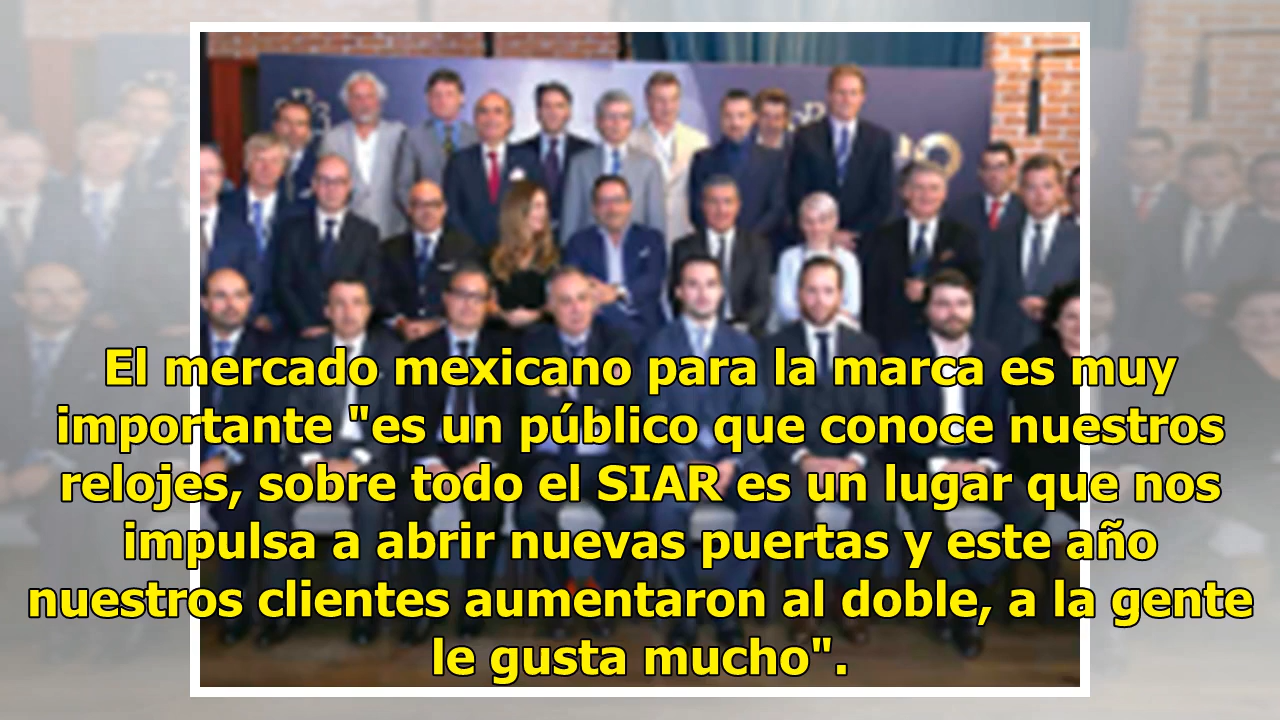 El mercado mexicano para la marca es muy
importante "es un público que conoce nuestros
relojes, sobre todo el SIAR es un lugar que nos
impulsa a abrir nuevas puertas y este año
nuestros clientes aumentaron al doble, a la gente
le gusta mucho".